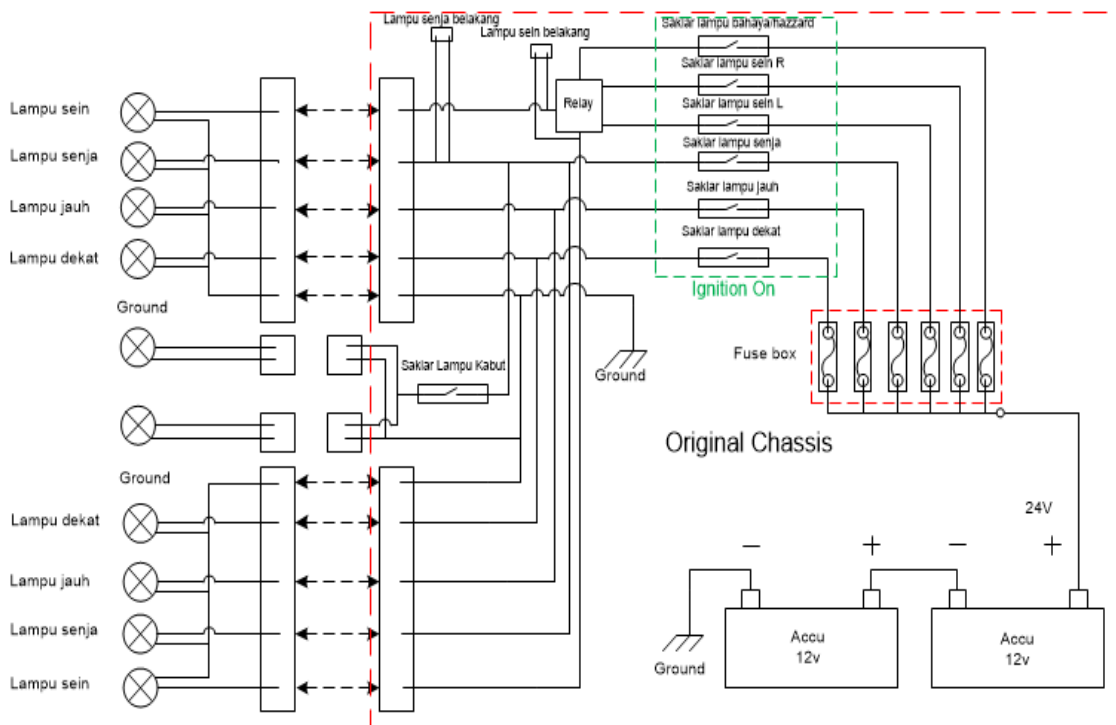 Lampu senja belakang
Lampu sein belakang
Saklar lampu bahaya/hazzard
Saklar lampu sein R
Relay
Saklar lampu sein L
Saklar lampu senja
Saklar lampu jauh
Saklar lampu dekat
Ignition On
Lampu sein
Lampu senja
Lampu jauh
Lampu dekat
Ground
Saklar Lampu Kabut
Ground
Fuse box
Original Chassis
Ground
Lampu dekat
Lampu jauh
Lampu senja
Lampu sein
24V
− + − +
Accu
12v
Accu
12v
Ground